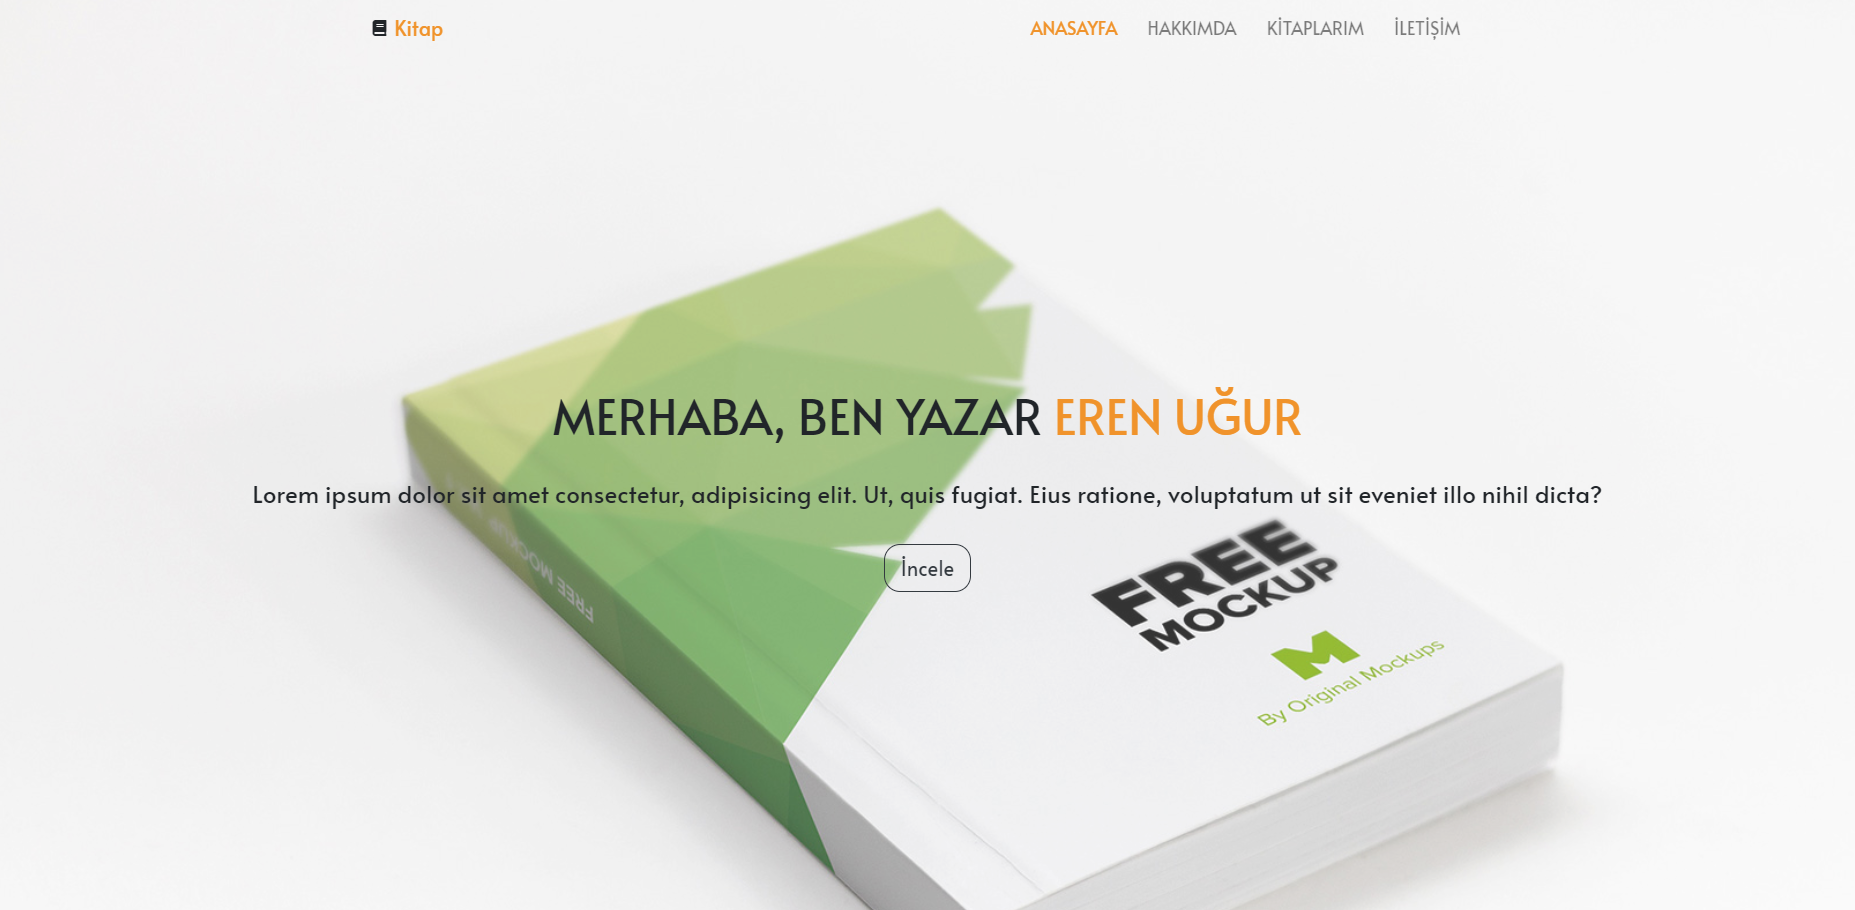 Kitap
ANASAYFA HAKKIMDA KİTAPLARIM İLETİŞİM
MERHABA, BEN YAZAR EREN UĞUR
Lorem ipsum dolor sit amet consectetur, adipisicing elit. Ut, quis fugiat. Eius ratione, voluptatum ut sit eveniet illo nihil dicta?
İncele
FREE MOCKUP
FREE
MOCKUP
M
By Original Mockups